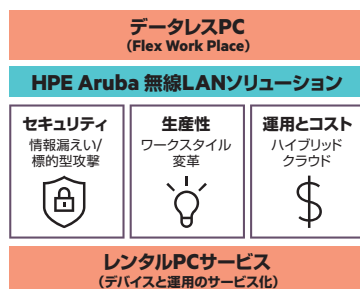 データレスPC
(Flex Work Place)
HPE Aruba 無線LANソリューション
セキュリティ
情報漏えい/
標的型攻撃
生産性
ワークスタイル
変革
運用とコスト
ハイブリッド
クラウド
レンタルPCサービス
(デバイスと運用のサービス化)